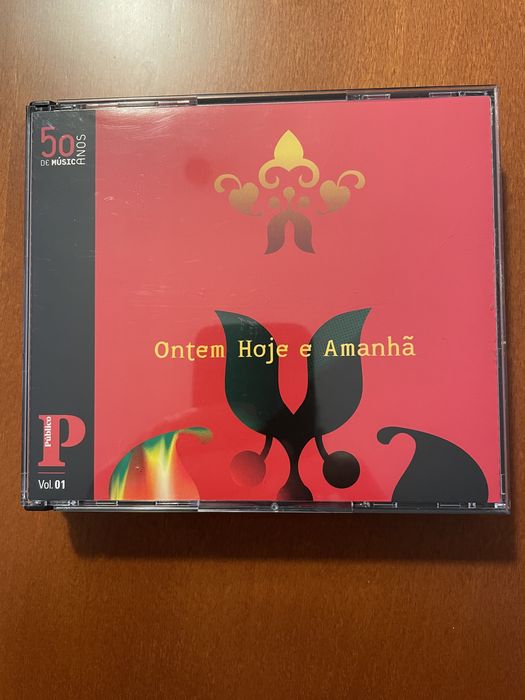 50
ANOS
DE MÚSICA
Ontem Hoje e Amanhã
Público
P
Vol. 01